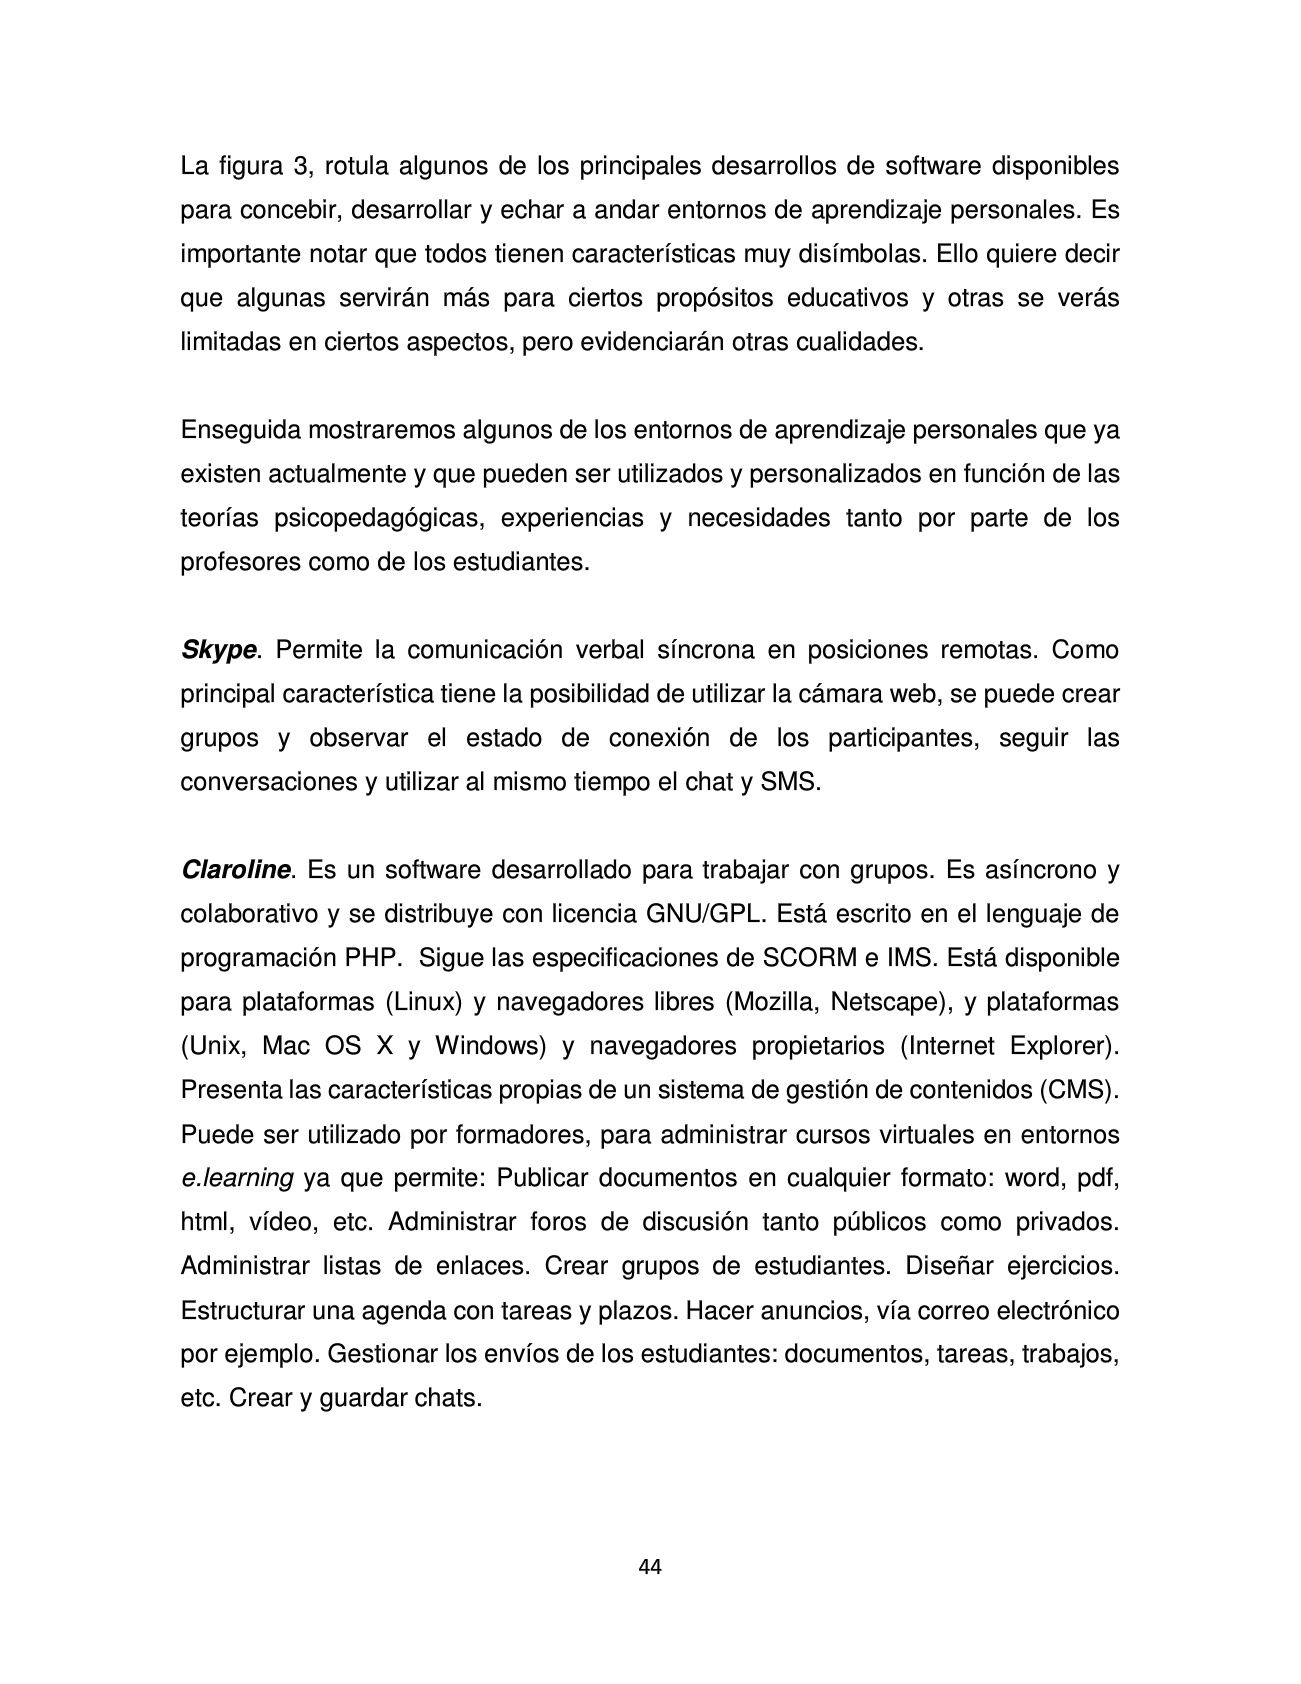 La figura 3, rotula algunos de los principales desarrollos de software disponibles
para concebir, desarrollar y echar a andar entornos de aprendizaje personales. Es
importante notar que todos tienen características muy disímbolas. Ello quiere decir
que algunas servirán más para ciertos propósitos educativos y otras se verás
limitadas en ciertos aspectos, pero evidenciarán otras cualidades.
Enseguida mostraremos algunos de los entornos de aprendizaje personales que ya
existen actualmente y que pueden ser utilizados y personalizados en función de las
teorías psicopedagógicas, experiencias y necesidades tanto por parte de los
profesores como de los estudiantes.
Skype. Permite la comunicación verbal síncrona en posiciones remotas. Como
principal característica tiene la posibilidad de utilizar la cámara web, se puede crear
grupos y observar el estado de conexión de los participantes, seguir las
conversaciones y utilizar al mismo tiempo el chat y SMS.
Claroline. Es un software desarrollado para trabajar con grupos. Es asíncrono y
colaborativo y se distribuye con licencia GNU/GPL. Está escrito en el lenguaje de
programación PHP.  Sigue las especificaciones de SCORM e IMS. Está disponible
para plataformas (Linux) y navegadores libres (Mozilla, Netscape), y plataformas
(Unix, Mac OS X y Windows) y navegadores propietarios (Internet Explorer).
Presenta las características propias de un sistema de gestión de contenidos (CMS).
Puede ser utilizado por formadores, para administrar cursos virtuales en entornos
e.learning ya que permite: Publicar documentos en cualquier formato: word, pdf,
html, vídeo, etc. Administrar foros de discusión tanto públicos como privados.
Administrar listas de enlaces. Crear grupos de estudiantes. Diseñar ejercicios.
Estructurar una agenda con tareas y plazos. Hacer anuncios, vía correo electrónico
por ejemplo. Gestionar los envíos de los estudiantes: documentos, tareas, trabajos,
etc. Crear y guardar chats.
44